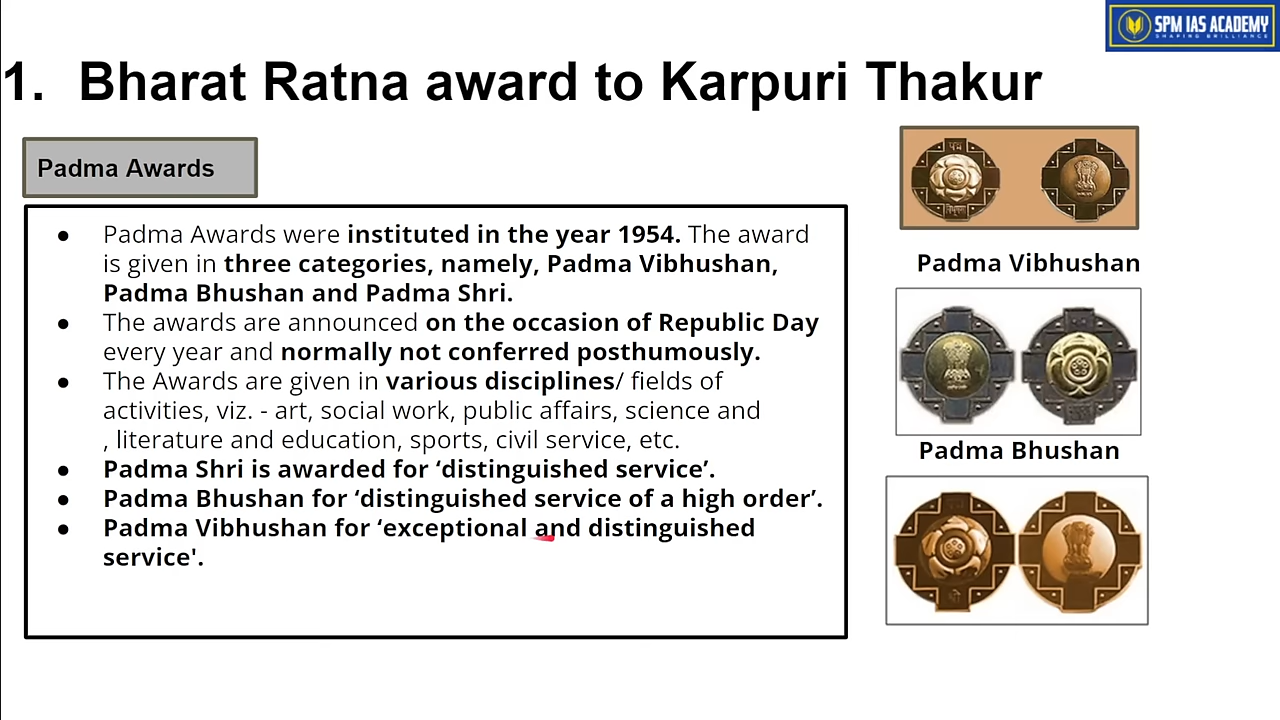 SPM IAS ACADEMY
SHAPING BRILLIANCE
1. Bharat Ratna award to Karpuri Thakur
Padma Awards
● Padma Awards were instituted in the year 1954. The award
is given in three categories, namely, Padma Vibhushan,
Padma Bhushan and Padma Shri.
● The awards are announced on the occasion of Republic Day
every year and normally not conferred posthumously.
● The Awards are given in various disciplines/ fields of
activities, viz. - art, social work, public affairs, science and
, literature and education, sports, civil service, etc.
● Padma Shri is awarded for ‘distinguished service’.
● Padma Bhushan for ‘distinguished service of a high order’.
● Padma Vibhushan for ‘exceptional and distinguished
service'.
Padma Vibhushan
Padma Bhushan